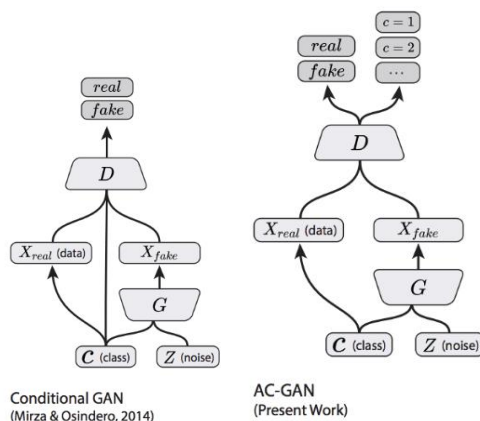 real
fake
D
X_real (data)
X_fake
G
C (class)
Z (noise)
Conditional GAN
(Mirza & Osindero, 2014)
real
fake
c = 1
c = 2
...
D
X_real (data)
X_fake
G
C (class)
Z (noise)
AC-GAN
(Present Work)